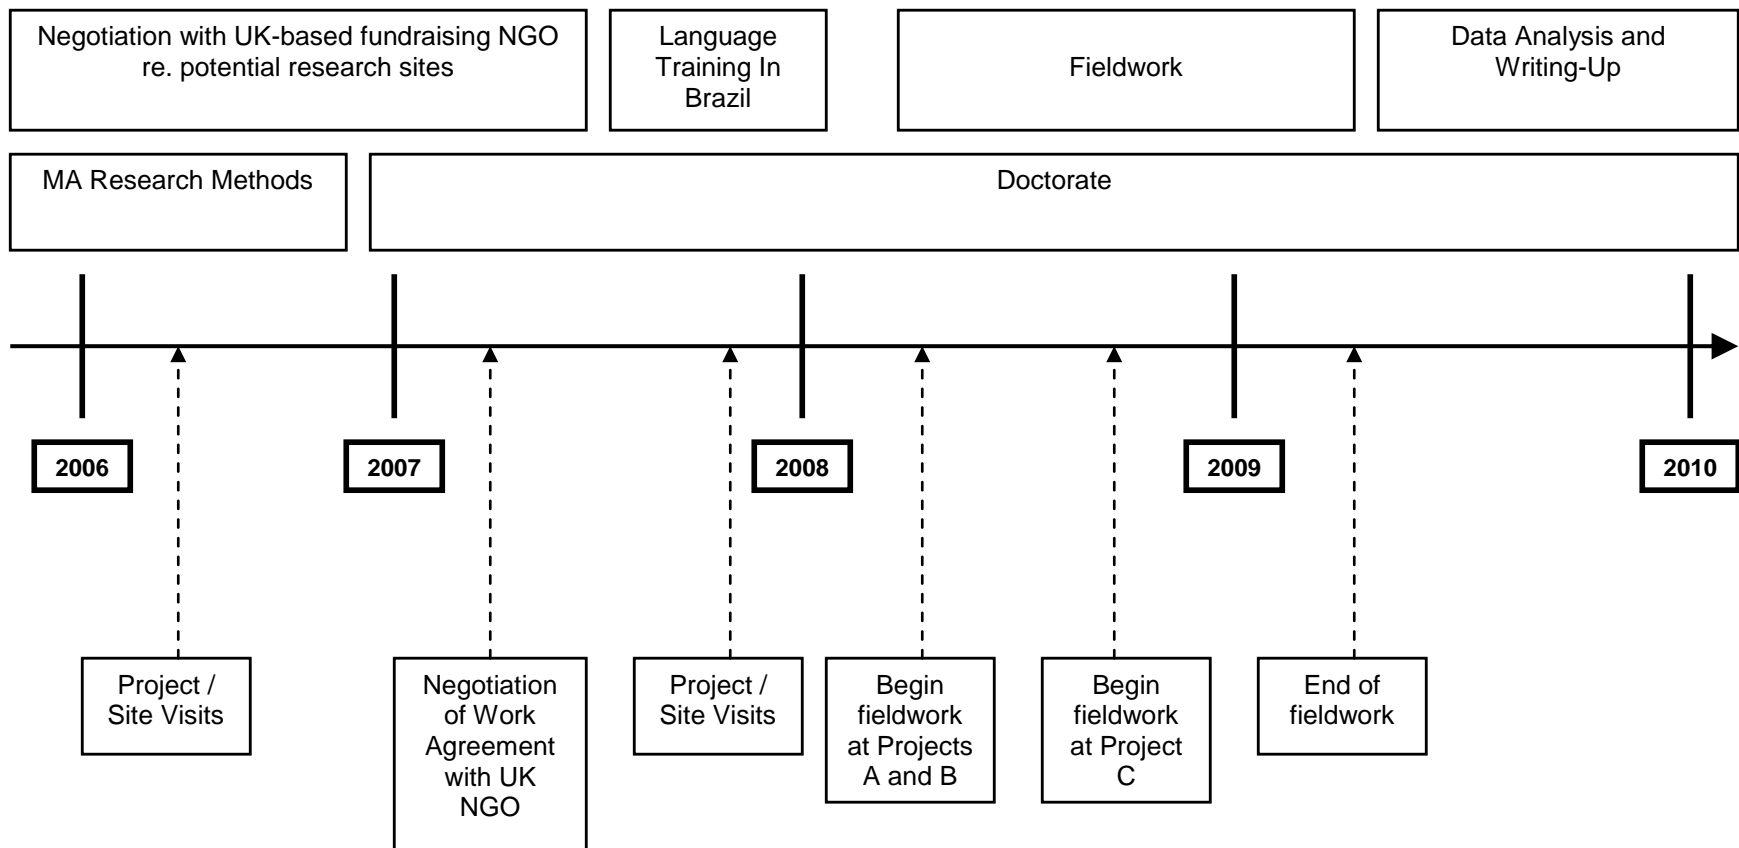 Negotiation with UK-based fundraising NGO
re. potential research sites
Language
Training In
Brazil
Fieldwork
Data Analysis and
Writing-Up
MA Research Methods
Doctorate
2006
2007
2008
2009
2010
Project /
Site Visits
Negotiation
of Work
Agreement
with UK
NGO
Project /
Site Visits
Begin
fieldwork
at Projects
A and B
Begin
fieldwork
at Project
C
End of
fieldwork